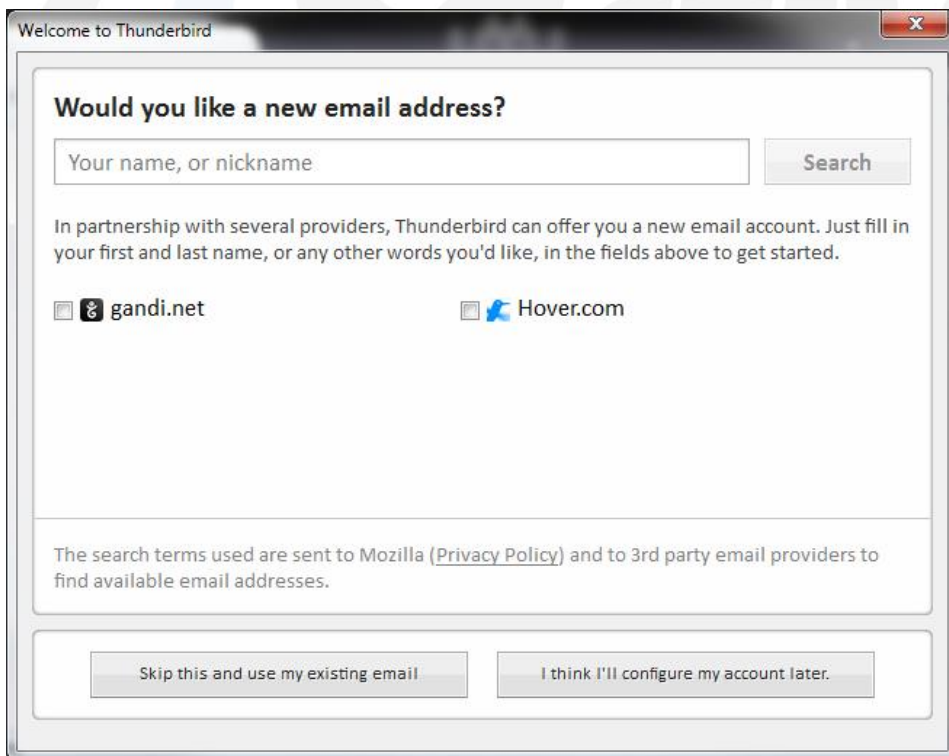 Welcome to Thunderbird
Would you like a new email address?
Your name, or nickname
Search
In partnership with several providers, Thunderbird can offer you a new email account. Just fill in
your first and last name, or any other words you'd like, in the fields above to get started.
gandi.net
Hover.com
The search terms used are sent to Mozilla (Privacy Policy) and to 3rd party email providers to
find available email addresses.
Skip this and use my existing email
I think I'll configure my account later.